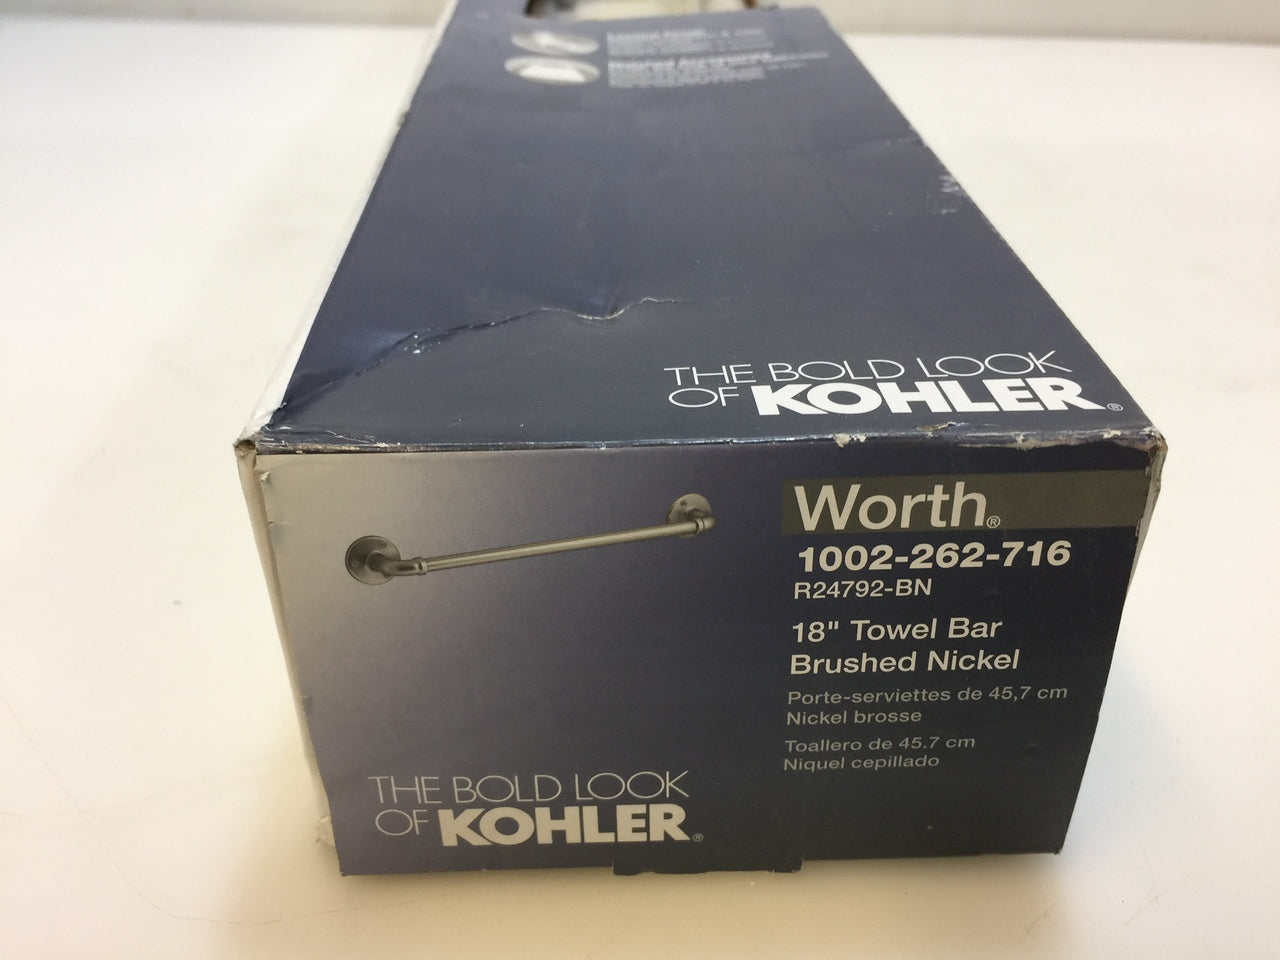 THE BOLD LOOK
OF KOHLER®
Worth®
1002-262-716
R24792-BN
18" Towel Bar
Brushed Nickel
Porte-serviettes de 45,7 cm
Nickel brosse
Toallero de 45.7 cm
Niquel cepillado
THE BOLD LOOK
OF KOHLER®